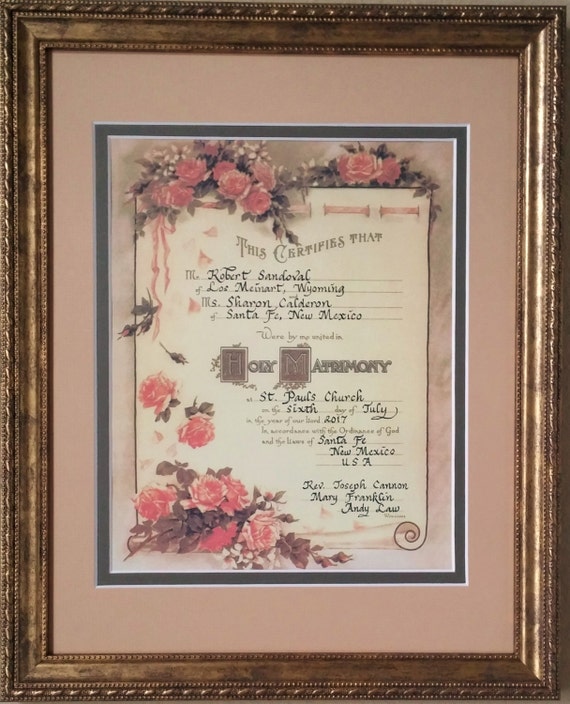 THIS CERTIFIES THAT
Mr. Robert Sandoval
of Los Meinart, Wyoming
Ms. Sharon Calderon
of Santa Fe, New Mexico
Were by me united in
HOLY MATRIMONY
at St. Pauls Church
on the sixth day of July
in the year of our Lord 2017
In accordance with the Ordinance of God
and the Laws of Santa Fe
New Mexico
USA
Rev. Joseph Cannon
Mary Franklin
Andy Law
Witnesses